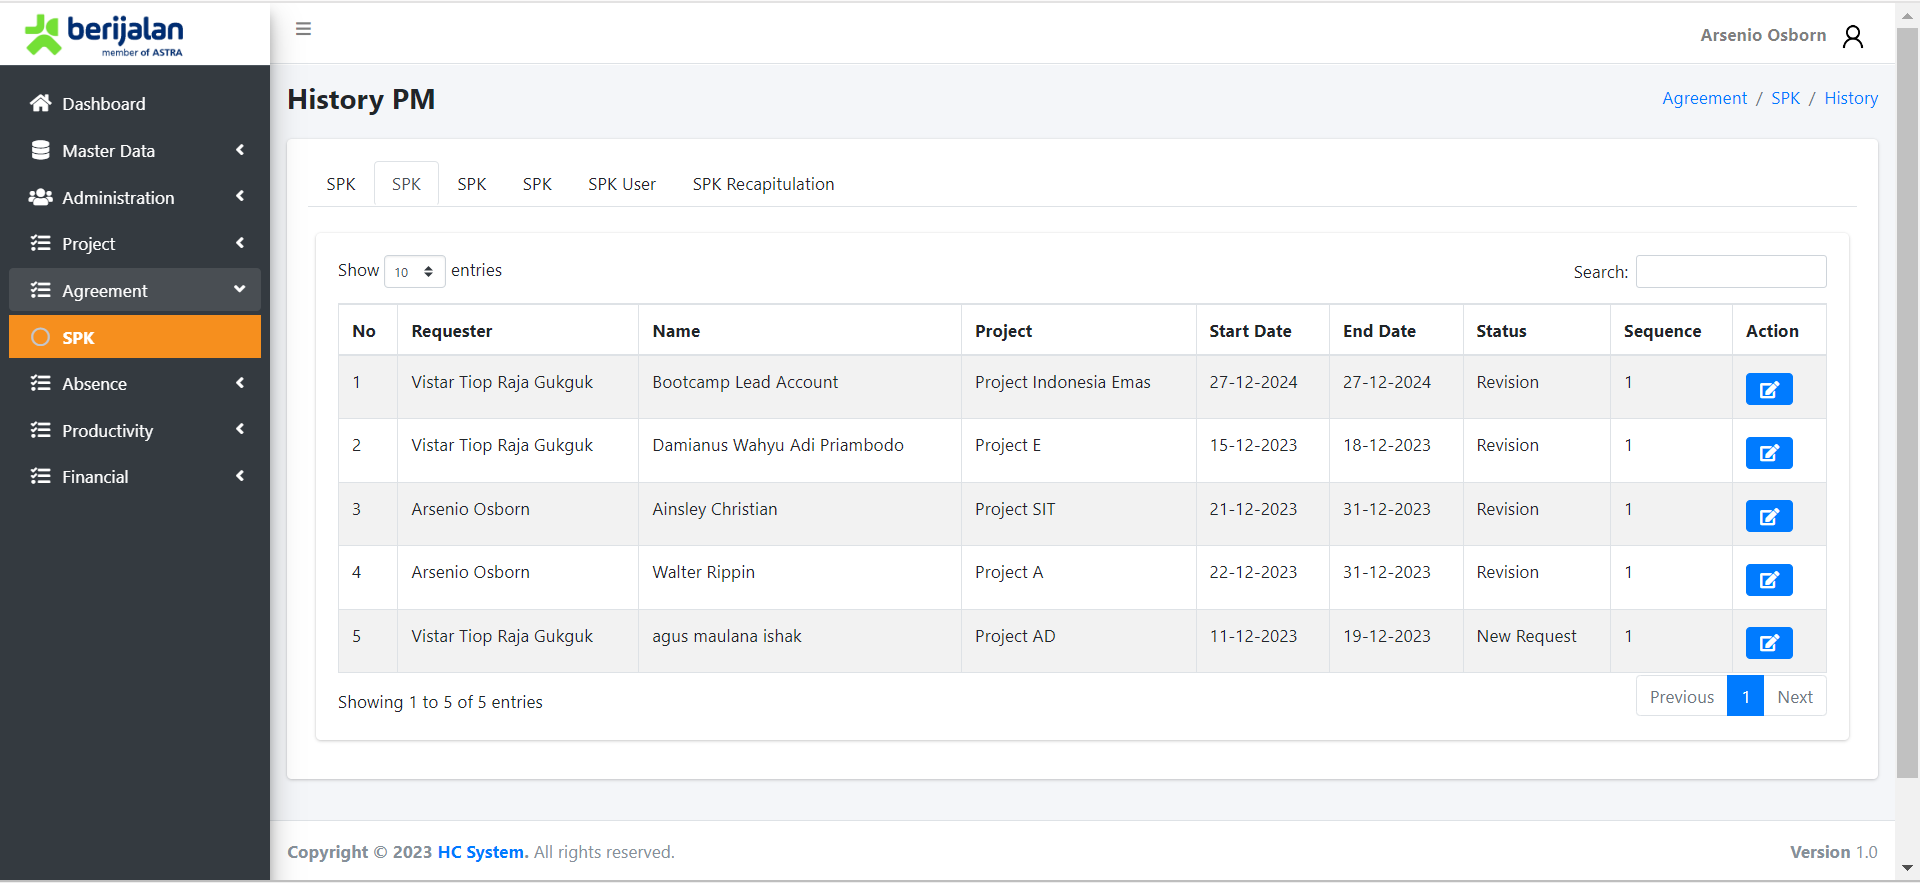 berijalan
member of ASTRA
Arsenio Osborn
Dashboard
Master Data
Administration
Project
Agreement
SPK
Absence
Productivity
Financial
History PM
Agreement / SPK / History
SPK SPK SPK SPK SPK User SPK Recapitulation
Show 10 entries Search:
No Requester Name Project Start Date End Date Status Sequence Action
1 Vistar Tiop Raja Gukguk Bootcamp Lead Account Project Indonesia Emas 27-12-2024 27-12-2024 Revision 1
2 Vistar Tiop Raja Gukguk Damianus Wahyu Adi Priambodo Project E 15-12-2023 18-12-2023 Revision 1
3 Arsenio Osborn Ainsley Christian Project SIT 21-12-2023 31-12-2023 Revision 1
4 Arsenio Osborn Walter Rippin Project A 22-12-2023 31-12-2023 Revision 1
5 Vistar Tiop Raja Gukguk agus maulana ishak Project AD 11-12-2023 19-12-2023 New Request 1
Showing 1 to 5 of 5 entries Previous 1 Next
Copyright © 2023 HC System. All rights reserved. Version 1.0